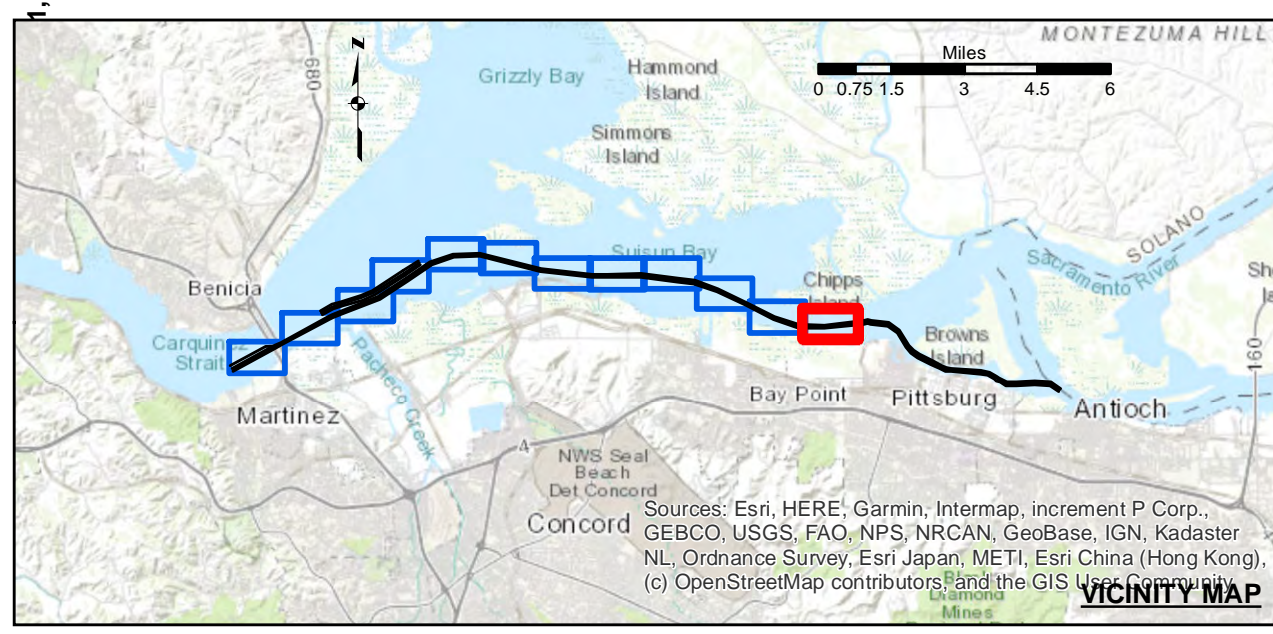 1,
MONTEZUMA HILL
Miles
0 0.75 1.5 3 4.5 6
N
680
Grizzly Bay
Hammond
Island
Simmons
Island
SOLANO
Suisun Bay
Sacramento River
Chipps
Island
Benicia
Carquinez
Strait
Browns
Island
160
Pacheco Creek
Martinez
Bay Point
Pittsburg
Antioch
4
NWS Seal
Beach
Det Concord
Concord
Sources: Esri, HERE, Garmin, Intermap, increment P Corp.,
GEBCO, USGS, FAO, NPS, NRCAN, GeoBase, IGN, Kadaster
NL, Ordnance Survey, Esri Japan, METI, Esri China (Hong Kong),
(c) OpenStreetMap contributors, and the GIS User Community
Diamond
Mines
VICINITY MAP